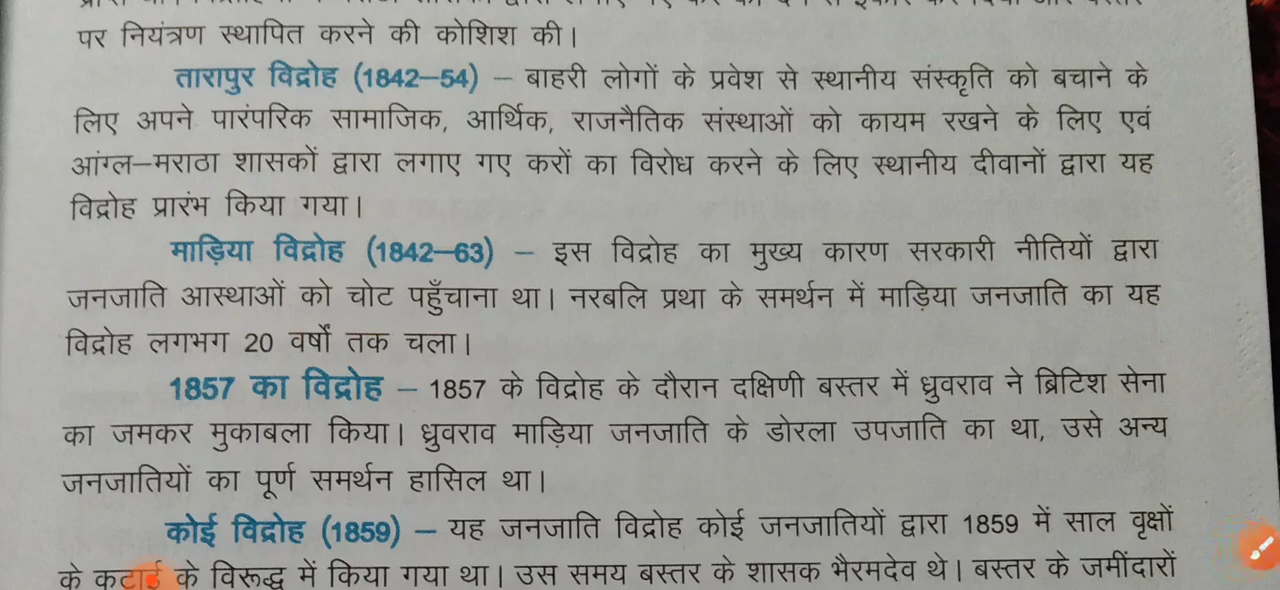 पर नियंत्रण स्थापित करने की कोशिश की।
तारापुर विद्रोह (1842–54) – बाहरी लोगों के प्रवेश से स्थानीय संस्कृति को बचाने के
लिए अपने पारंपरिक सामाजिक, आर्थिक, राजनैतिक संस्थाओं को कायम रखने के लिए एवं
आंग्ल–मराठा शासकों द्वारा लगाए गए करों का विरोध करने के लिए स्थानीय दीवानों द्वारा यह
विद्रोह प्रारंभ किया गया।
माड़िया विद्रोह (1842–63) – इस विद्रोह का मुख्य कारण सरकारी नीतियों द्वारा
जनजाति आस्थाओं को चोट पहुँचाना था। नरबलि प्रथा के समर्थन में माड़िया जनजाति का यह
विद्रोह लगभग 20 वर्षों तक चला।
1857 का विद्रोह – 1857 के विद्रोह के दौरान दक्षिणी बस्तर में ध्रुवराव ने ब्रिटिश सेना
का जमकर मुकाबला किया। ध्रुवराव माड़िया जनजाति के डोरला उपजाति का था, उसे अन्य
जनजातियों का पूर्ण समर्थन हासिल था।
कोई विद्रोह (1859) – यह जनजाति विद्रोह कोई जनजातियों द्वारा 1859 में साल वृक्षों
के कटाई के विरूद्ध में किया गया था। उस समय बस्तर के शासक भैरमदेव थे। बस्तर के जमींदारों